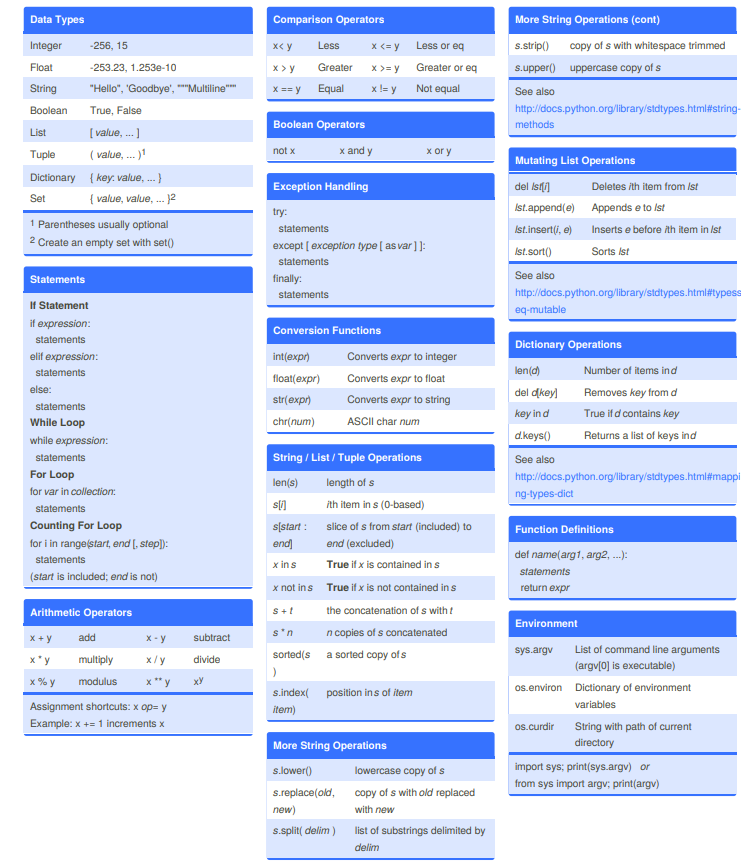 Data Types
Integer -256, 15
Float -253.23, 1.253e-10
String "Hello", 'Goodbye', """Multiline"""
Boolean True, False
List [ value, ... ]
Tuple ( value, ... )1
Dictionary { key: value, ... }
Set { value, value, ... }2
1 Parentheses usually optional
2 Create an empty set with set()
Statements
If Statement
if expression:
statements
elif expression:
statements
else:
statements
While Loop
while expression:
statements
For Loop
for var in collection:
statements
Counting For Loop
for i in range(start, end [, step]):
statements
(start is included; end is not)
Arithmetic Operators
x + y add x - y subtract
x * y multiply x / y divide
x % y modulus x ** y xy
Assignment shortcuts: x op= y
Example: x += 1 increments x
Comparison Operators
x< y Less x <= y Less or eq
x > y Greater x >= y Greater or eq
x == y Equal x != y Not equal
Boolean Operators
not x x and y x or y
Exception Handling
try:
statements
except [ exception type [ as var ] ]:
statements
finally:
statements
Conversion Functions
int(expr) Converts expr to integer
float(expr) Converts expr to float
str(expr) Converts expr to string
chr(num) ASCII char num
String / List / Tuple Operations
len(s) length of s
s[i] ith item in s (0-based)
s[start : slice of s from start (included) to
end] end (excluded)
x in s True if x is contained in s
x not in s True if x is not contained in s
s + t the concatenation of s with t
s * n n copies of s concatenated
sorted(s a sorted copy of s
)
s.index( position in s of item
item)
More String Operations
s.lower() lowercase copy of s
s.replace(old, copy of s with old replaced
new) with new
s.split( delim ) list of substrings delimited by
delim
More String Operations (cont)
s.strip() copy of s with whitespace trimmed
s.upper() uppercase copy of s
See also
http://docs.python.org/library/stdtypes.html#string-
methods
Mutating List Operations
del lst[i] Deletes ith item from lst
lst.append(e) Appends e to lst
lst.insert(i, e) Inserts e before ith item in lst
lst.sort() Sorts lst
See also
http://docs.python.org/library/stdtypes.html#typess
eq-mutable
Dictionary Operations
len(d) Number of items in d
del d[key] Removes key from d
key in d True if d contains key
d.keys() Returns a list of keys in d
See also
http://docs.python.org/library/stdtypes.html#mappi
ng-types-dict
Function Definitions
def name(arg1, arg2, ...):
statements
return expr
Environment
sys.argv List of command line arguments
(argv[0] is executable)
os.environ Dictionary of environment
variables
os.curdir String with path of current
directory
import sys; print(sys.argv) or
from sys import argv; print(argv)